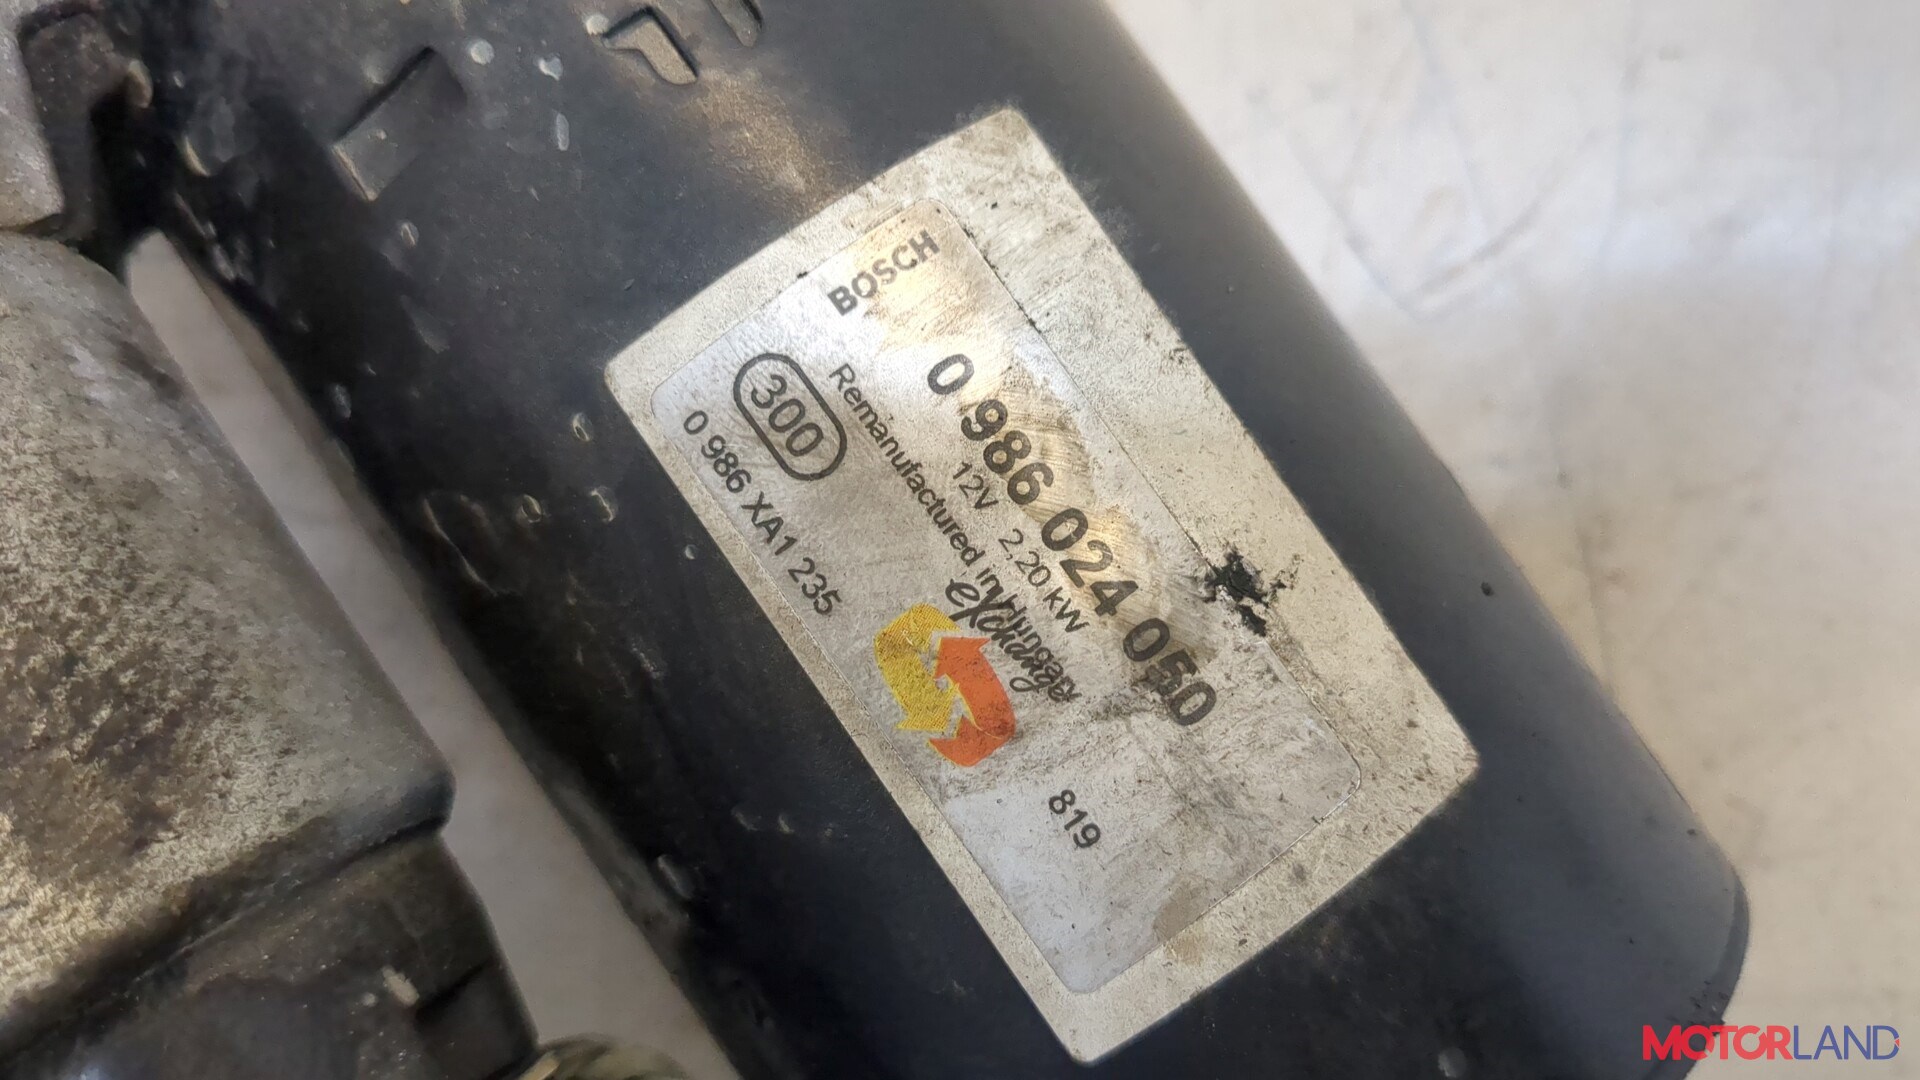 BOSCH
0 986 024 050
12V 2,20 kW
Remanufactured in Hungary
exchange
300
0 986 XA1 235
819
MOTORLAND